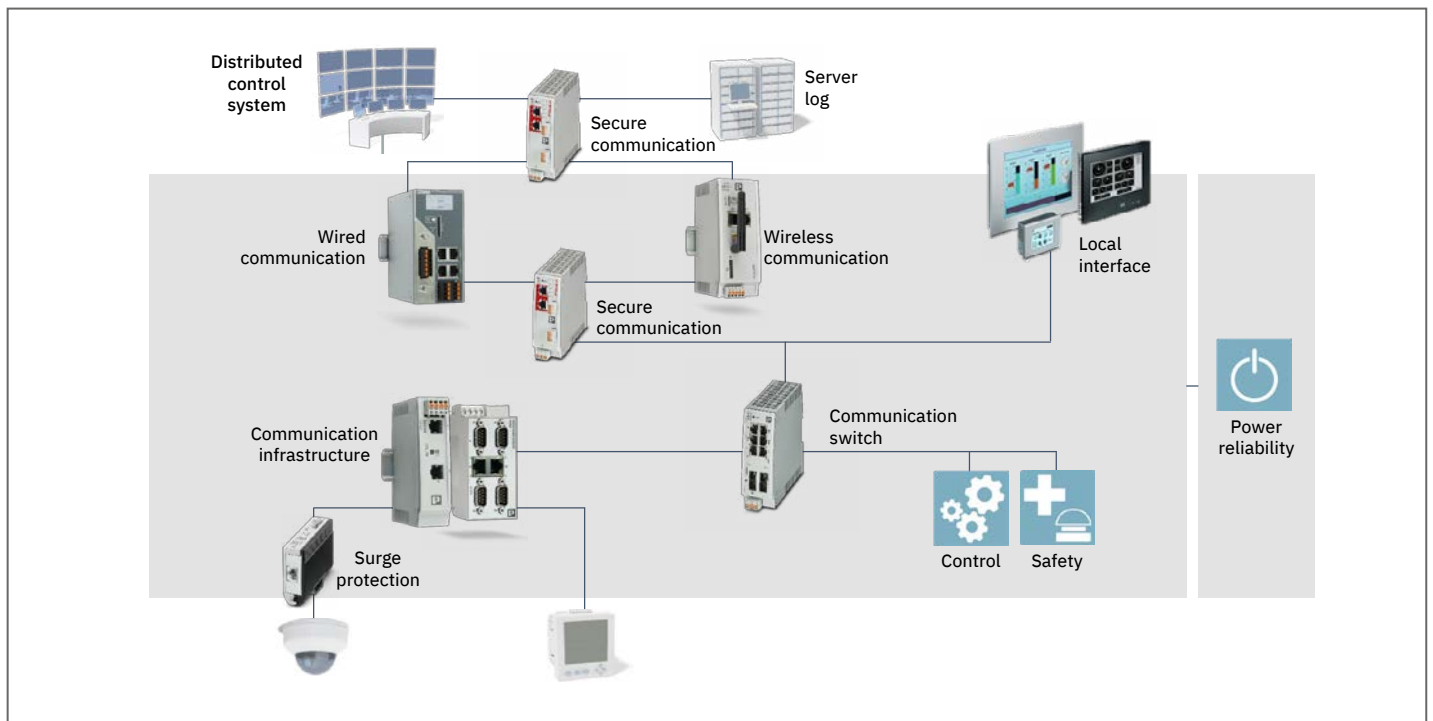 Distributed
control
system
Server
log
Secure
communication
Wired
communication
Wireless
communication
Local
interface
Secure
communication
Communication
switch
Communication
infrastructure
Power
reliability
Surge
protection
Control
Safety